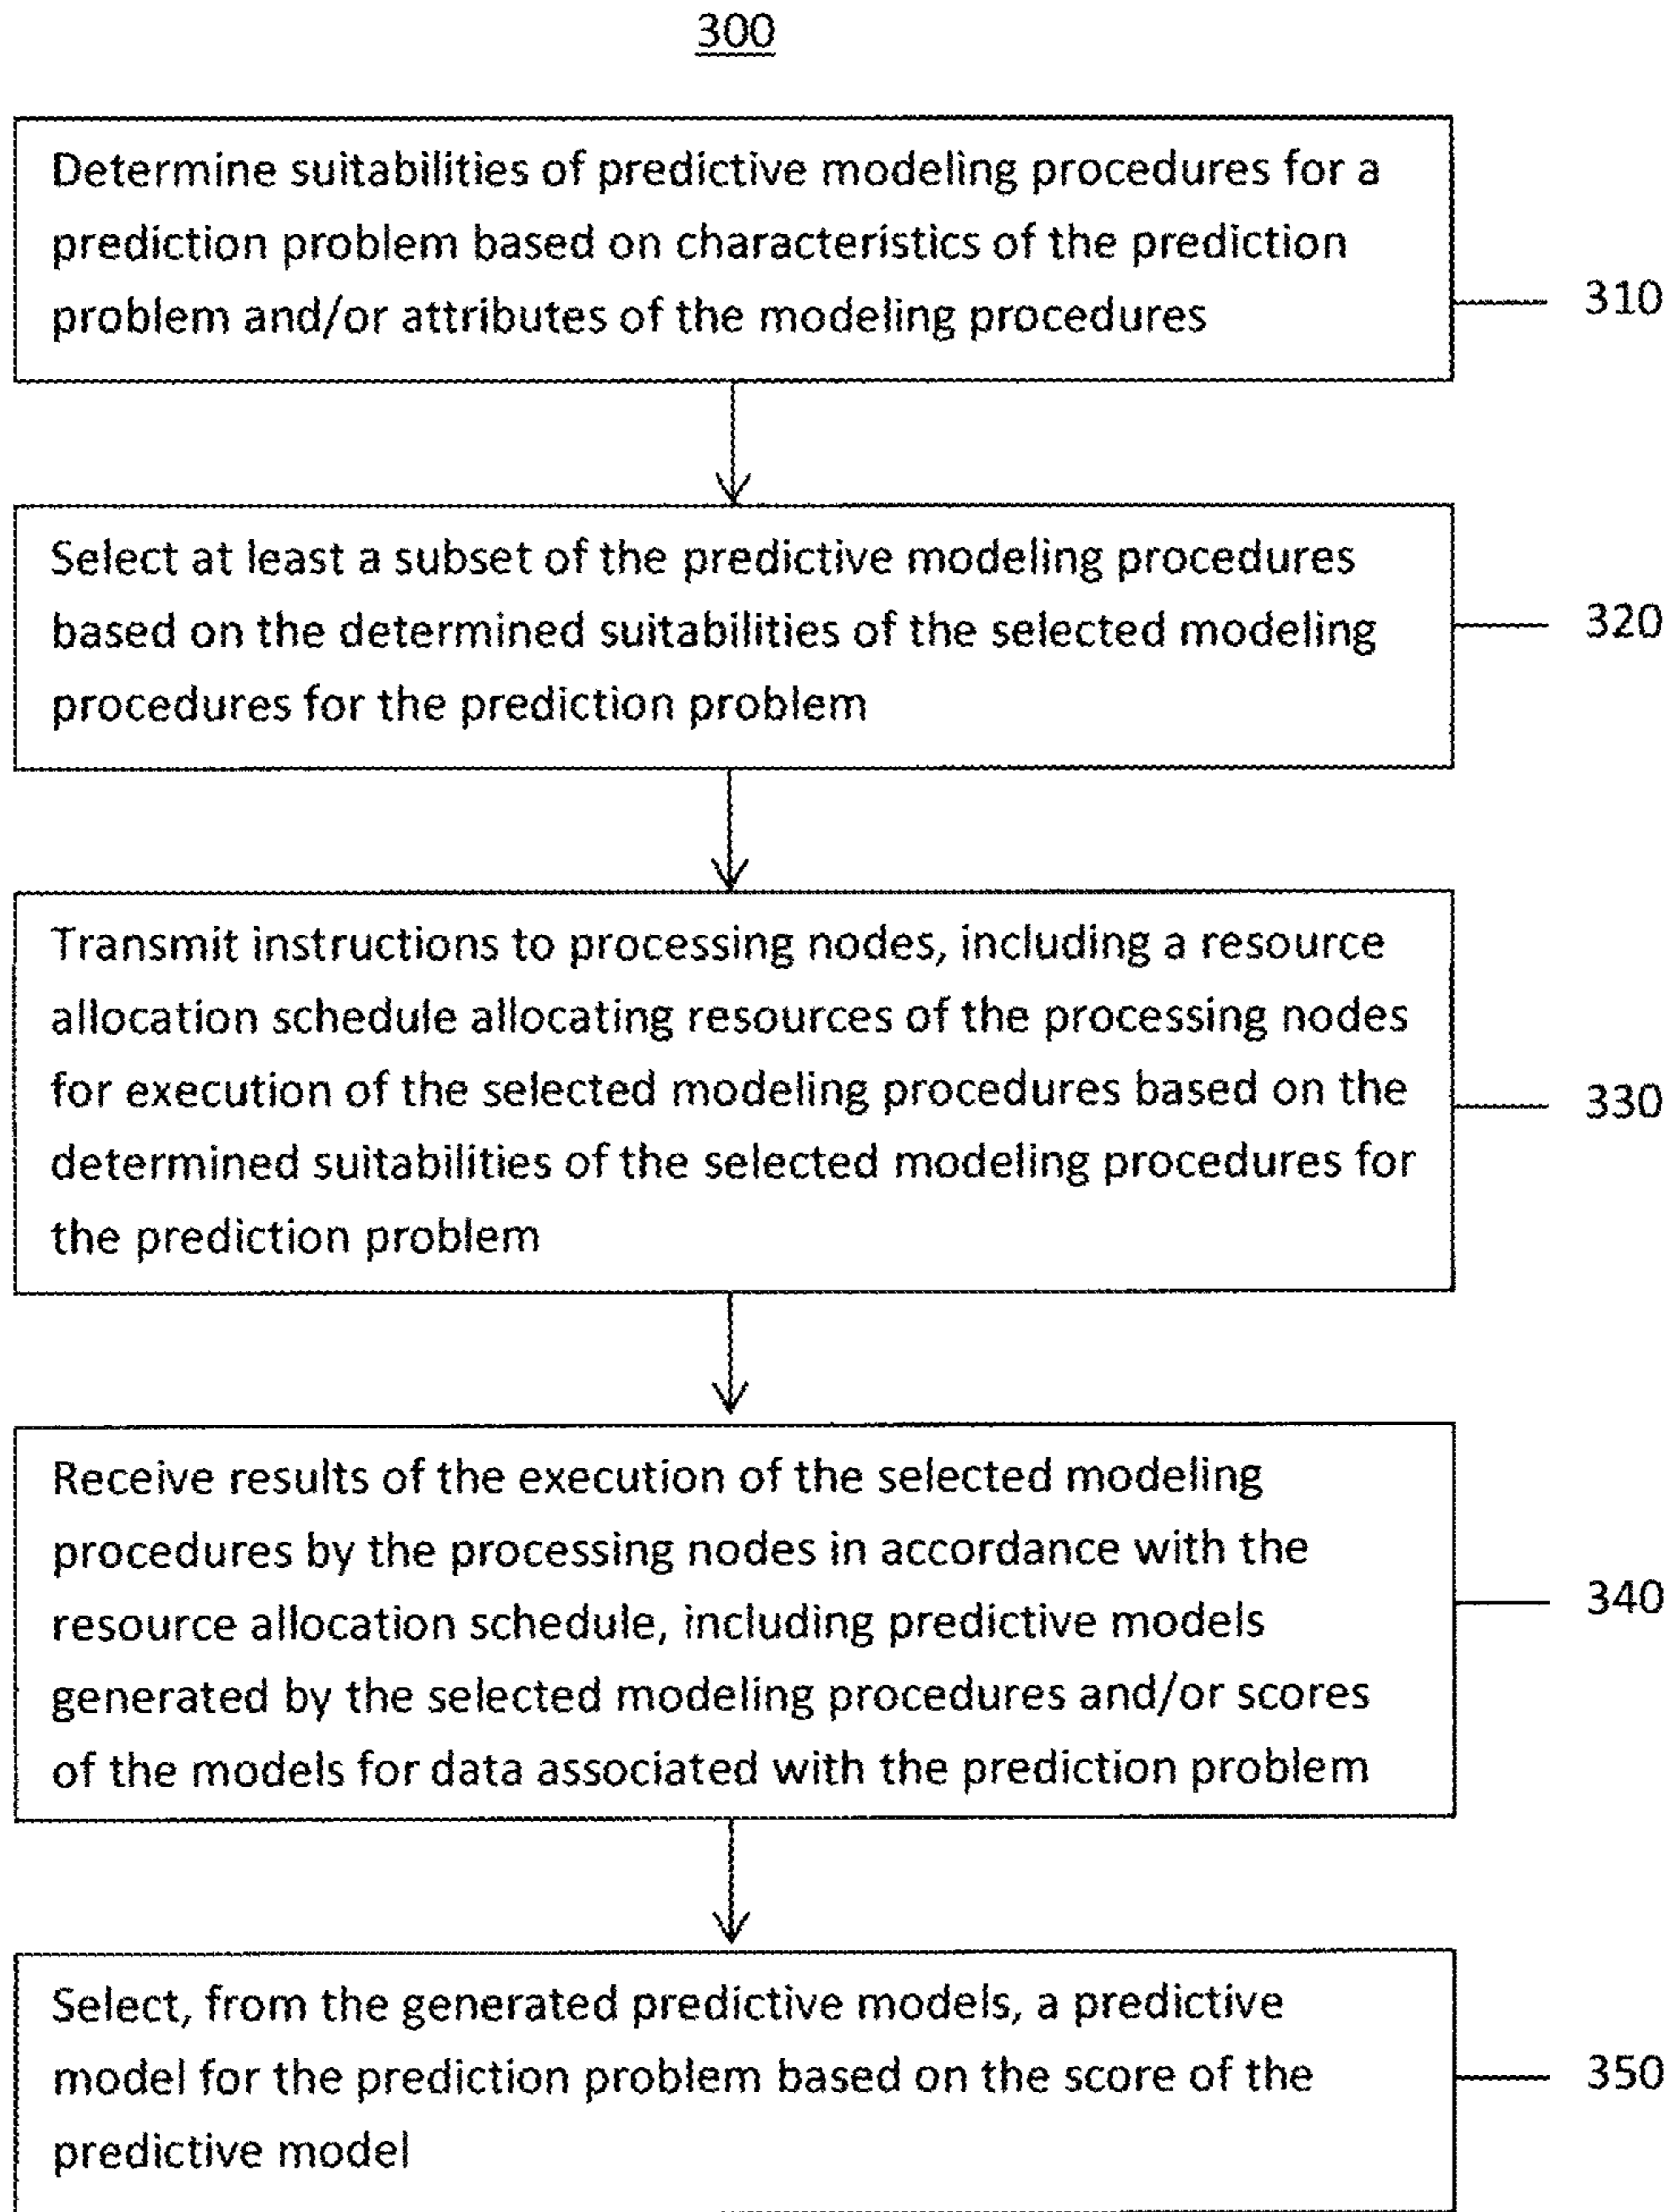 300
Determine suitabilities of predictive modeling procedures for a
prediction problem based on characteristics of the prediction
problem and/or attributes of the modeling procedures
310
Select at least a subset of the predictive modeling procedures
based on the determined suitabilities of the selected modeling
procedures for the prediction problem
320
Transmit instructions to processing nodes, including a resource
allocation schedule allocating resources of the processing nodes
for execution of the selected modeling procedures based on the
determined suitabilities of the selected modeling procedures for
the prediction problem
330
Receive results of the execution of the selected modeling
procedures by the processing nodes in accordance with the
resource allocation schedule, including predictive models
generated by the selected modeling procedures and/or scores
of the models for data associated with the prediction problem
340
Select, from the generated predictive models, a predictive
model for the prediction problem based on the score of the
predictive model
350